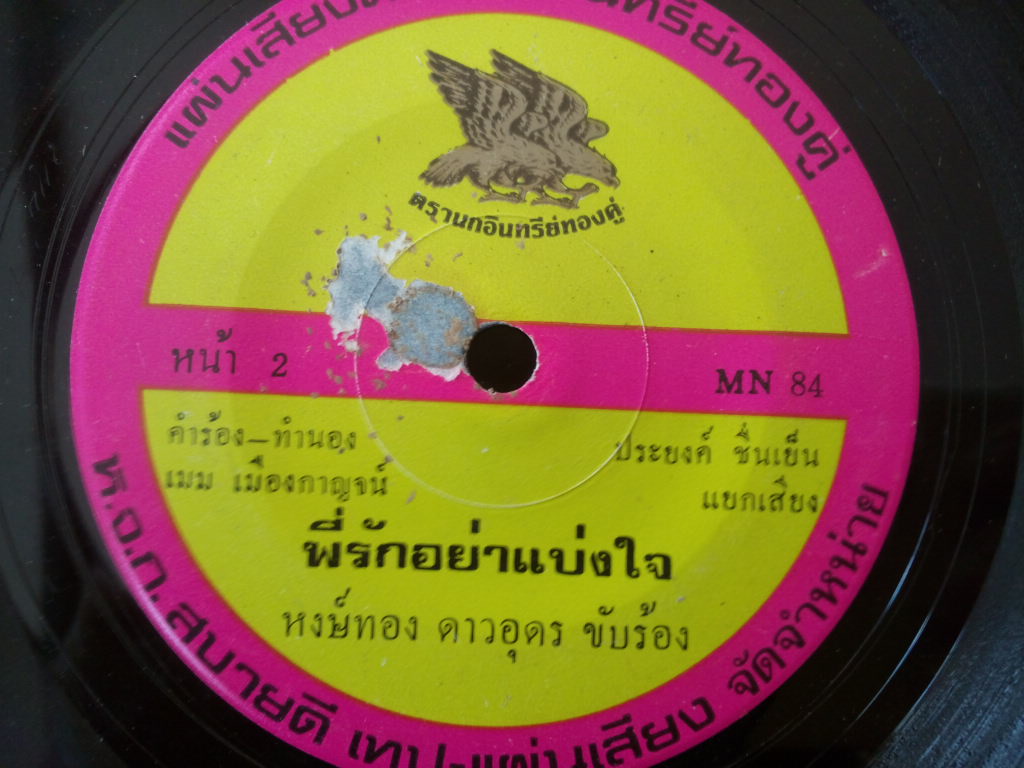 แผ่นเสียง
อินทรีย์ทองคู่
ตรานกอินทรีย์ทองคู่
หน้า 2
MN 84
คำร้อง-ทำนอง
เมม เมืองกาญจน์
ประยงค์ ชื่นเย็น
แยกเสียง
พี่รักอย่าแบ่งใจ
หงษ์ทอง ดาวอุดร ขับร้อง
ห.จ.ก. สบายดี เทป-แผ่นเสียง จัดจำหน่าย